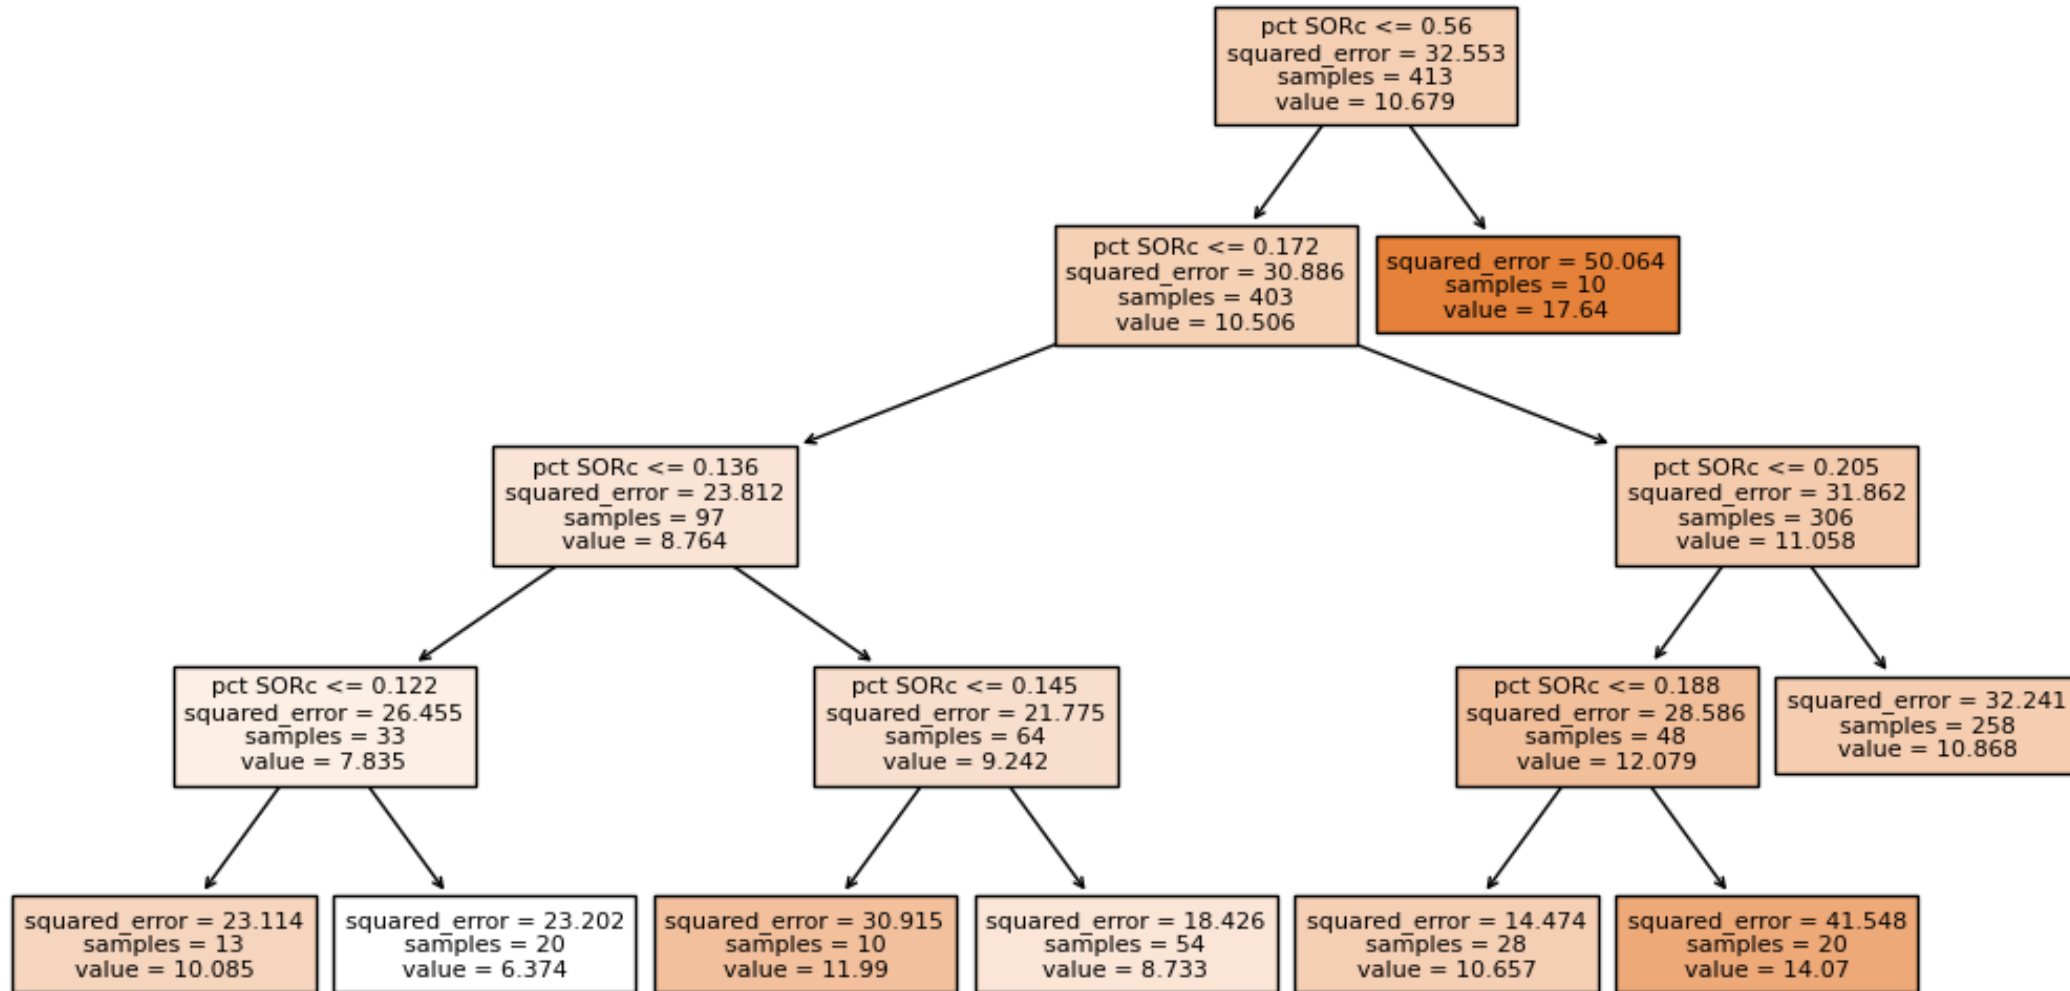 pct SORc <= 0.56
squared_error = 32.553
samples = 413
value = 10.679
pct SORc <= 0.172
squared_error = 30.886
samples = 403
value = 10.506
squared_error = 50.064
samples = 10
value = 17.64
pct SORc <= 0.136
squared_error = 23.812
samples = 97
value = 8.764
pct SORc <= 0.205
squared_error = 31.862
samples = 306
value = 11.058
pct SORc <= 0.122
squared_error = 26.455
samples = 33
value = 7.835
pct SORc <= 0.145
squared_error = 21.775
samples = 64
value = 9.242
pct SORc <= 0.188
squared_error = 28.586
samples = 48
value = 12.079
squared_error = 32.241
samples = 258
value = 10.868
squared_error = 23.114
samples = 13
value = 10.085
squared_error = 23.202
samples = 20
value = 6.374
squared_error = 30.915
samples = 10
value = 11.99
squared_error = 18.426
samples = 54
value = 8.733
squared_error = 14.474
samples = 28
value = 10.657
squared_error = 41.548
samples = 20
value = 14.07